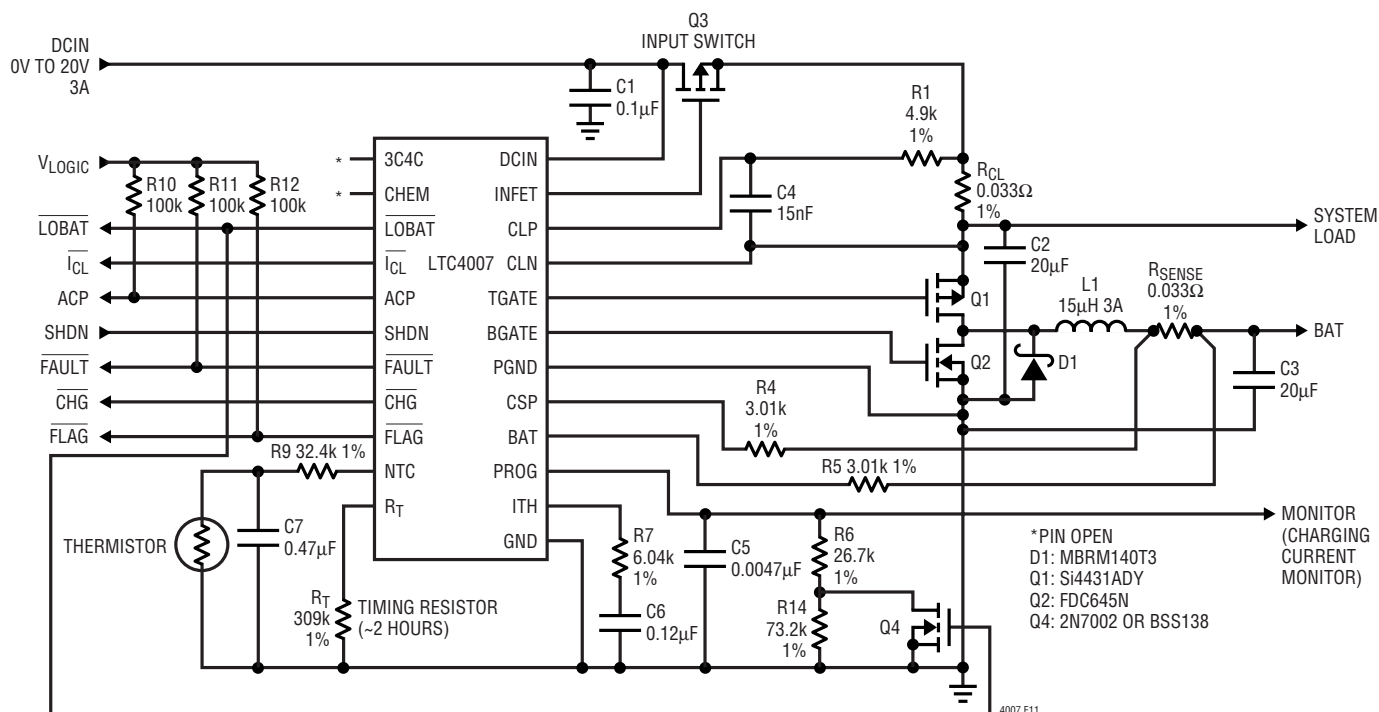 Q3
INPUT SWITCH
DCIN
0V TO 20V
3A
C1
0.1µF
R1
4.9k
1%
VLOGIC
R10
100k
R11
100k
R12
100k
*
3C4C
*
CHEM
LOBAT
LOBAT
ICL
ICL
ACP
ACP
SHDN
SHDN
FAULT
FAULT
CHG
CHG
FLAG
FLAG
NTC
RT
LTC4007
DCIN
INFET
CLP
CLN
TGATE
BGATE
PGND
CSP
BAT
PROG
ITH
GND
C4
15nF
RCL
0.033Ω
1%
SYSTEM
LOAD
C2
20µF
Q1
Q2
L1
15µH 3A
RSENSE
0.033Ω
1%
BAT
D1
C3
20µF
R4
3.01k
1%
R5 3.01k 1%
R9 32.4k 1%
THERMISTOR
C7
0.47µF
RT
309k
1%
TIMING RESISTOR
(~2 HOURS)
R7
6.04k
1%
C6
0.12µF
C5
0.0047µF
R6
26.7k
1%
R14
73.2k
1%
Q4
MONITOR
(CHARGING
CURRENT
MONITOR)
*PIN OPEN
D1: MBRM140T3
Q1: Si4431ADY
Q2: FDC645N
Q4: 2N7002 OR BSS138
4007 F11